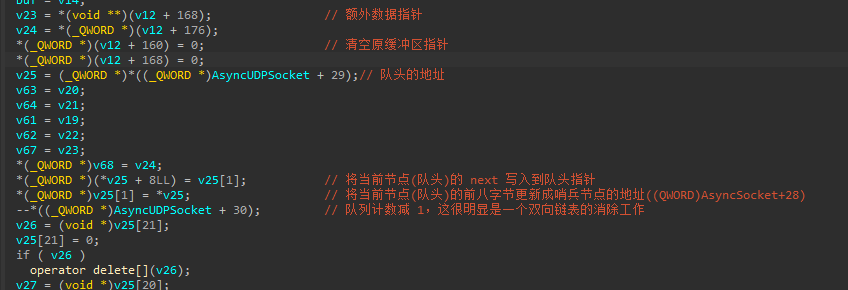 buf = v14;
v23 = *(void **)(v12 + 168); // 额外数据指针
v24 = *(_QWORD *)(v12 + 176);
*(_QWORD *)(v12 + 160) = 0; // 清空原缓冲区指针
*(_QWORD *)(v12 + 168) = 0;
v25 = (_QWORD *)*((_QWORD *)AsyncUDPSocket + 29);// 队头的地址
v63 = v20;
v64 = v21;
v61 = v19;
v62 = v22;
v67 = v23;
*(_QWORD *)v68 = v24;
*(_QWORD *)(*v25 + 8LL) = v25[1]; // 将当前节点(队头)的 next 写入到队头指针
*(_QWORD *)v25[1] = *v25; // 将当前节点(队头)的前八字节更新成哨兵节点的地址((QWORD)AsyncSocket+28)
--*((_QWORD *)AsyncUDPSocket + 30); // 队列计数减 1，这很明显是一个双向链表的消除工作
v26 = (void *)v25[21];
v25[21] = 0;
if ( v26 )
operator delete[](v26);
v27 = (void *)v25[20];